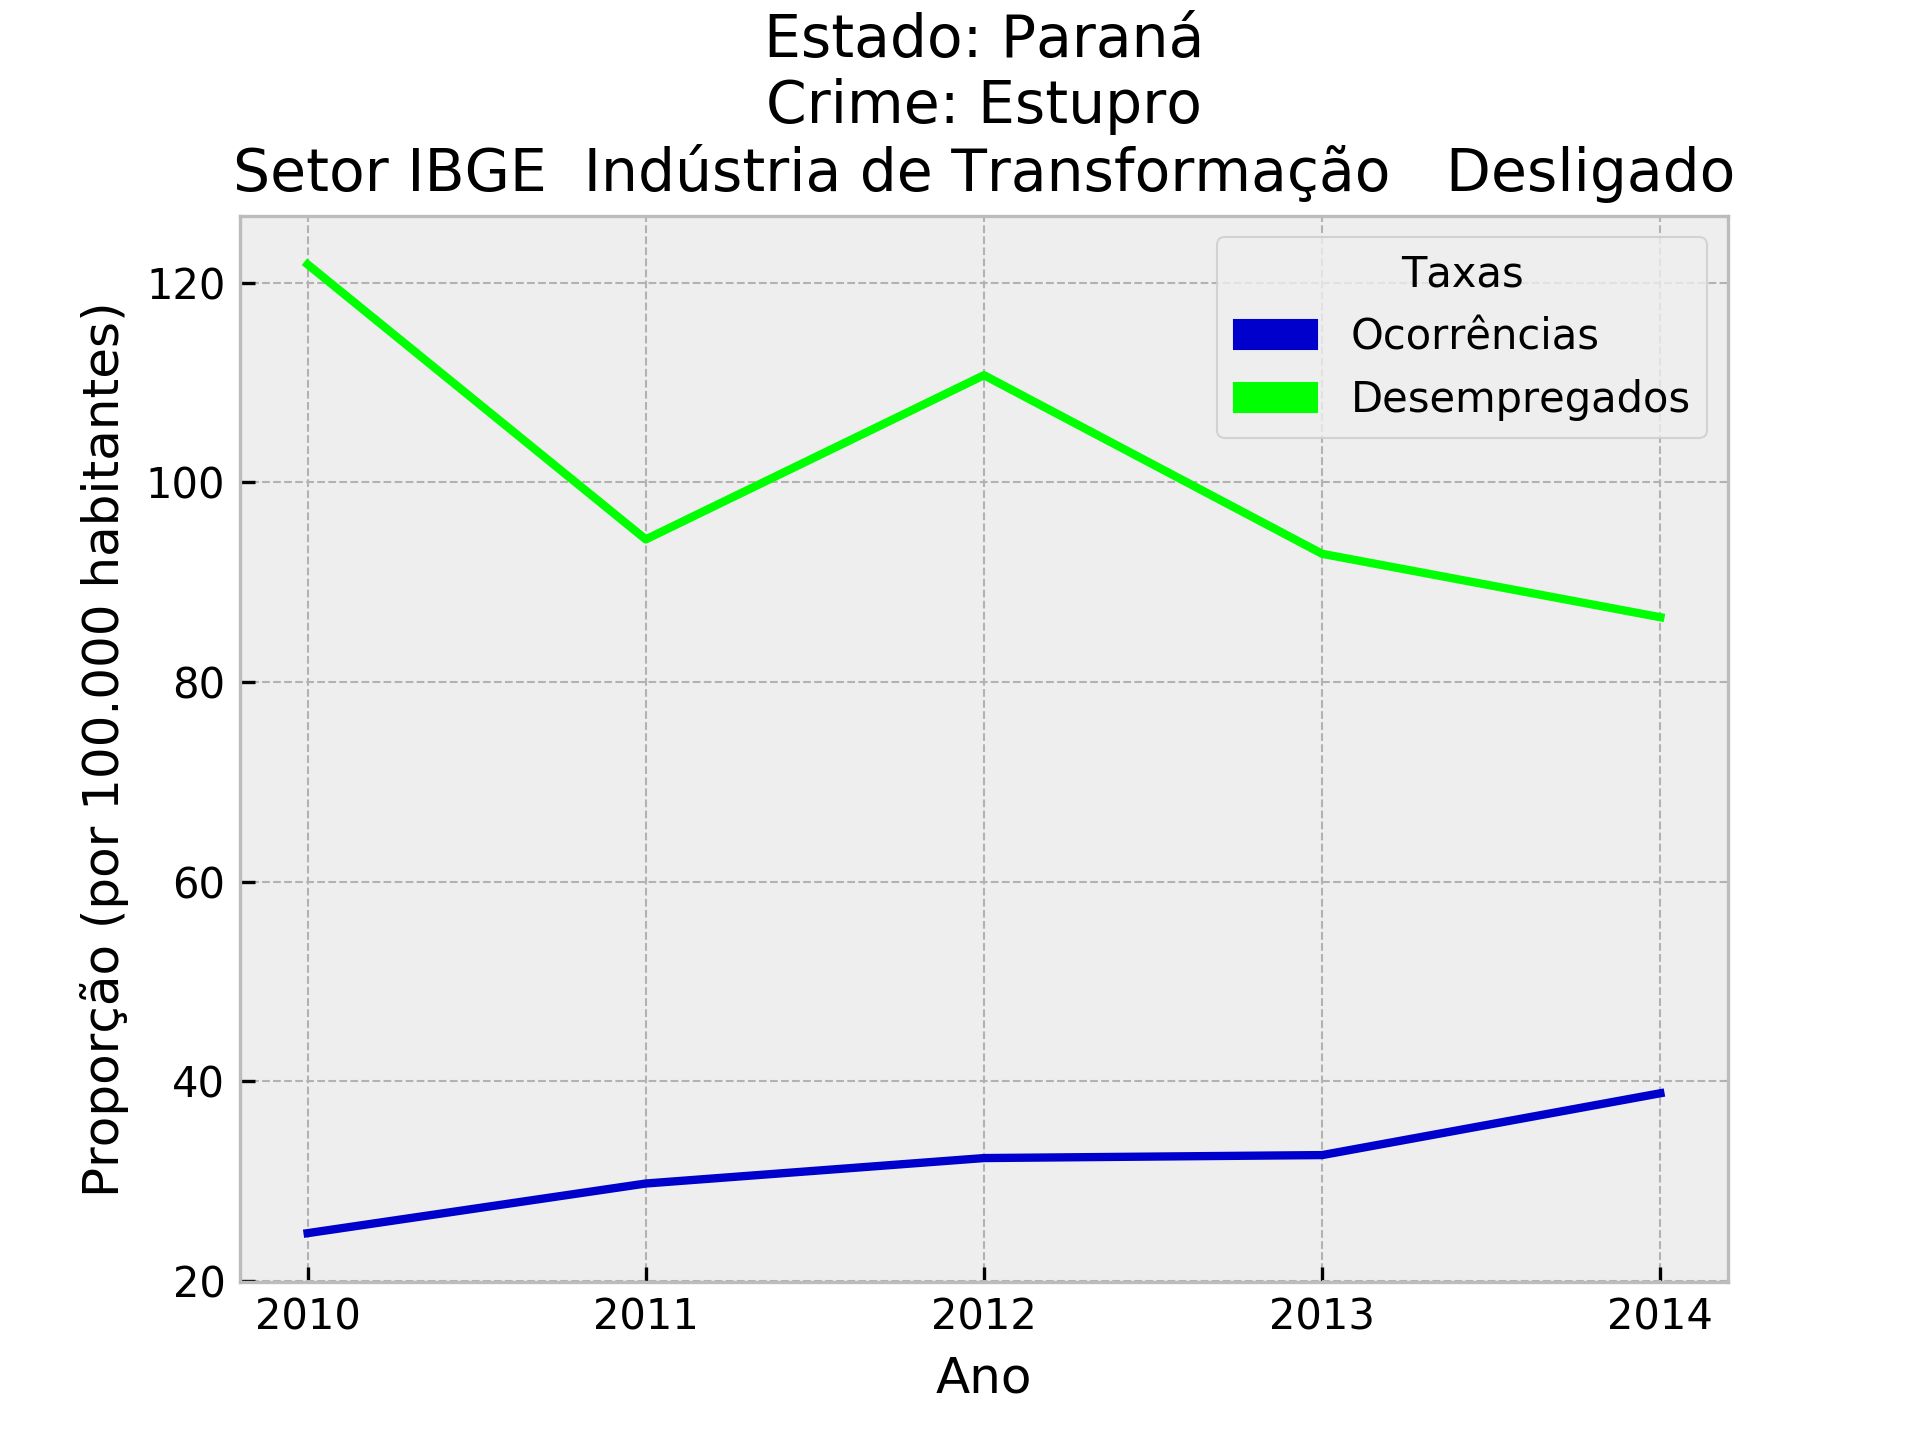 Estado: Paraná
Crime: Estupro
Setor IBGE  Indústria de Transformação   Desligado
Taxas
Ocorrências
Desempregados
Proporção (por 100.000 habitantes)
120
100
80
60
40
20
2010 2011 2012 2013 2014
Ano